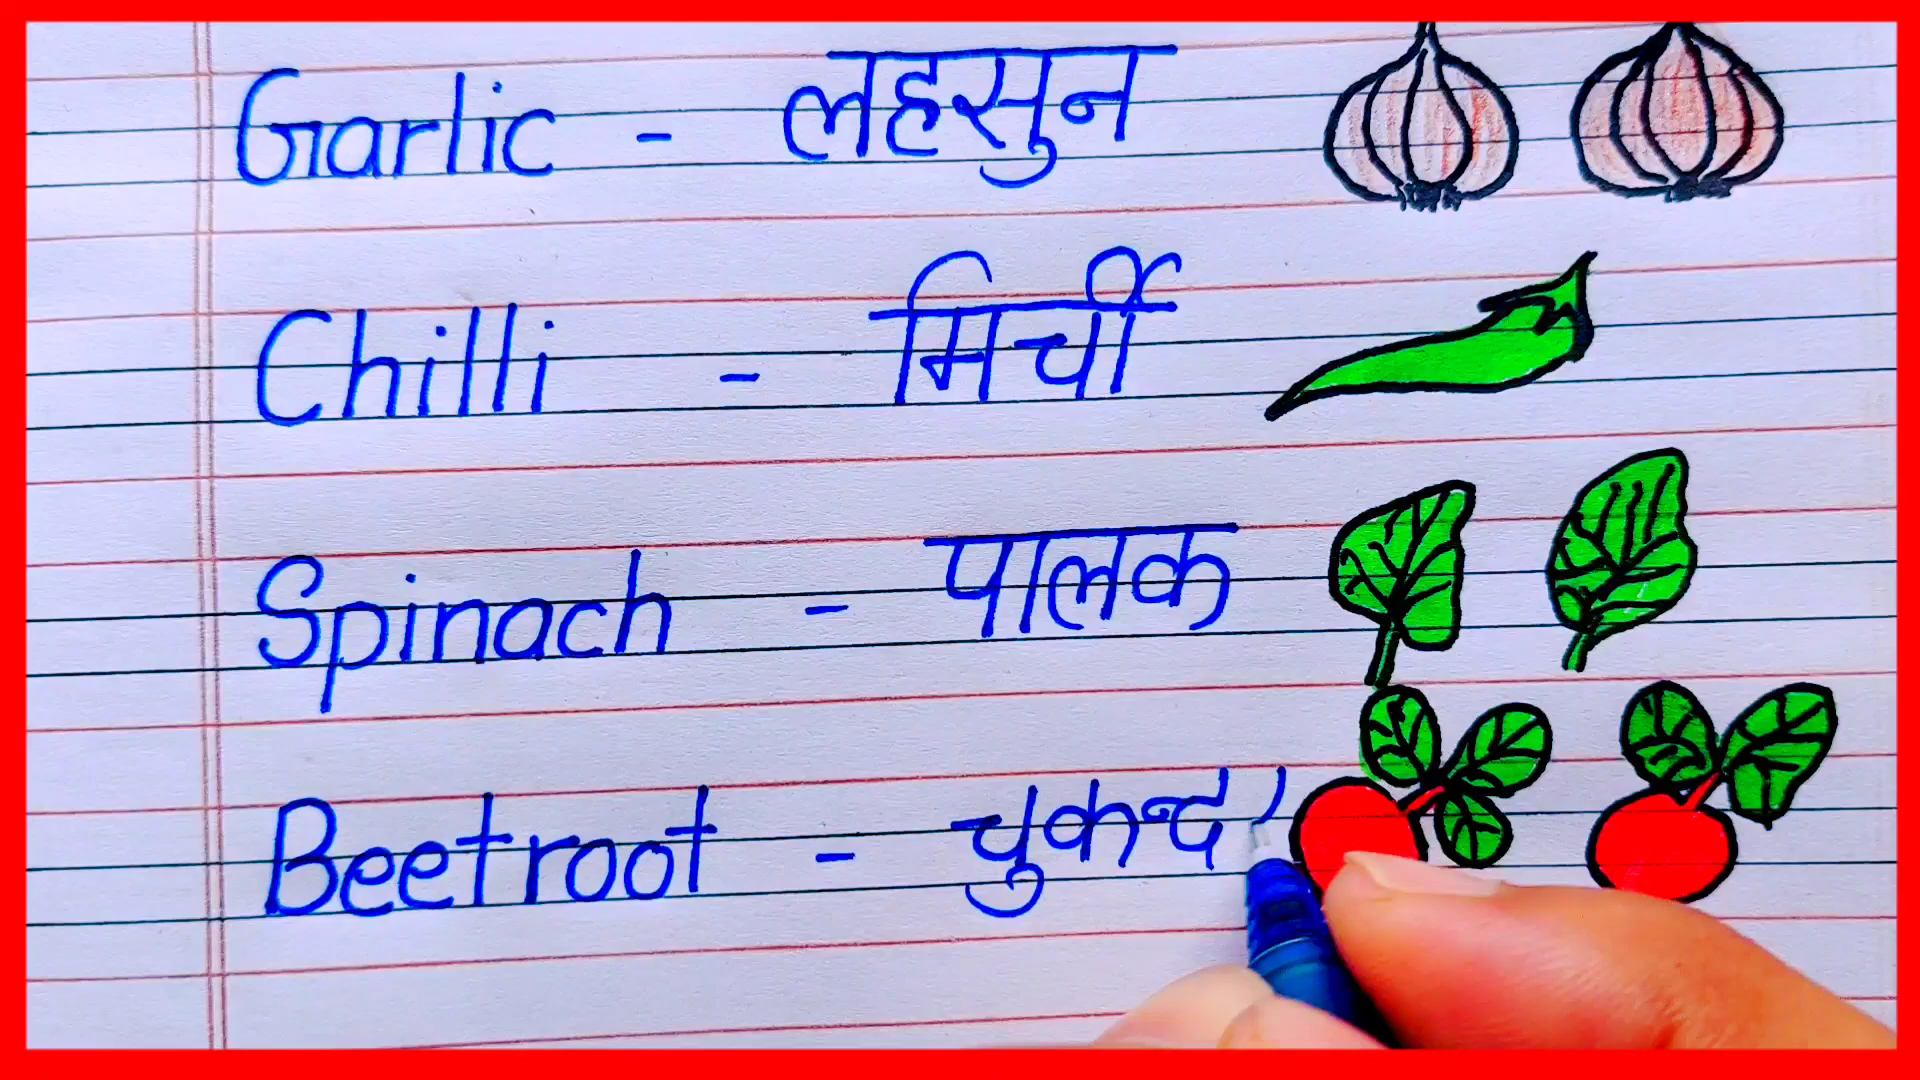 Garlic - लहसुन
Chilli - मिर्ची
Spinach - पालक
Beetroot - चुकन्द